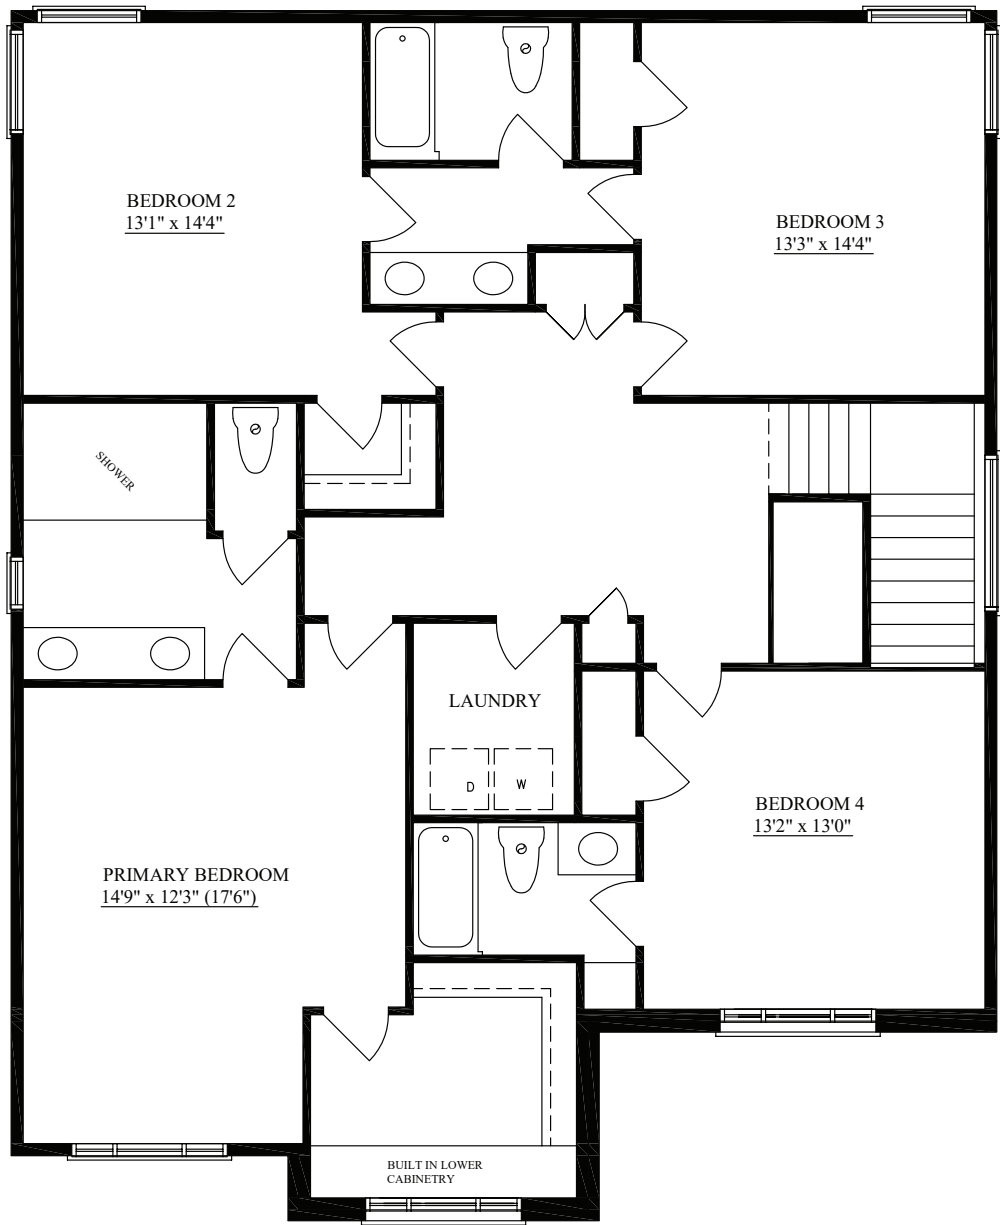 BEDROOM 2
13'1" x 14'4"
BEDROOM 3
13'3" x 14'4"
SHOWER
LAUNDRY
D
W
BEDROOM 4
13'2" x 13'0"
PRIMARY BEDROOM
14'9" x 12'3" (17'6")
BUILT IN LOWER
CABINETRY